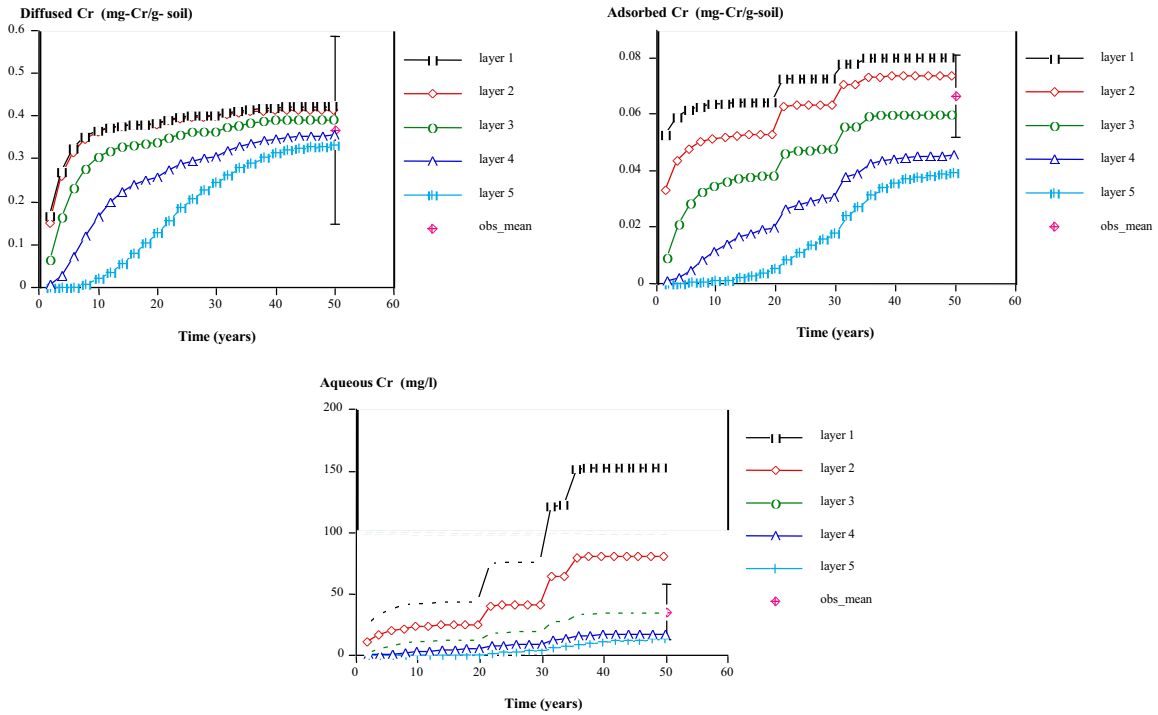 Diffused Cr (mg-Cr/g- soil)
0.6
0.5
0.4
0.3
0.2
0.1
0
0 10 20 30 40 50 60
Time (years)
layer 1
layer 2
layer 3
layer 4
layer 5
obs_mean
Adsorbed Cr (mg-Cr/g-soil)
0.08
0.06
0.04
0.02
0
0 10 20 30 40 50 60
Time (years)
layer 1
layer 2
layer 3
layer 4
layer 5
obs_mean
Aqueous Cr (mg/l)
200
150
100
50
0
0 10 20 30 40 50 60
Time (years)
layer 1
layer 2
layer 3
layer 4
layer 5
obs_mean